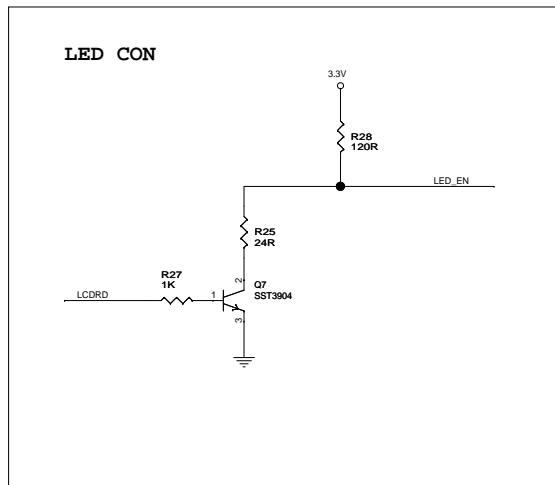 LED CON
3.3V
R28
120R
LED_EN
R25
24R
R27
1K
2
Q7
SST3904
LCDRD
1
3